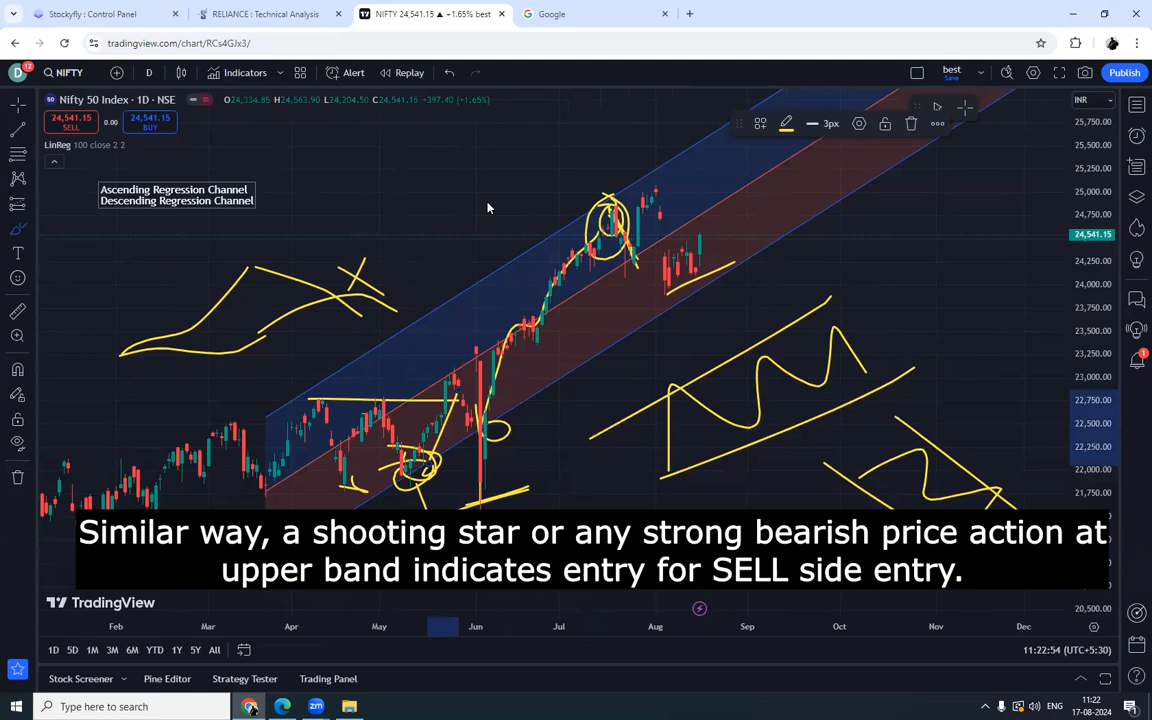 Stockyfly : Control Panel
RELIANCE : Technical Analysis
NIFTY 24,541.15 ▲ +1.65% best
Google
tradingview.com/chart/RCs4GJx3/
D
12
NIFTY
D
Indicators
Alert
Replay
best
Save
Publish
50
Nifty 50 Index · 1D · NSE
O24,334.85 H24,563.90 L24,204.50 C24,541.15 +397.40 (+1.65%)
INR
24,541.15
SELL
0.00
24,541.15
BUY
3px
LinReg 100 close 2 2
Ascending Regression Channel
Descending Regression Channel
25,750.00
25,500.00
25,250.00
25,000.00
24,750.00
24,541.15
24,250.00
24,000.00
23,750.00
23,500.00
23,250.00
23,000.00
22,750.00
22,500.00
22,250.00
22,000.00
21,750.00
20,500.00
1
Similar way, a shooting star or any strong bearish price action at
upper band indicates entry for SELL side entry.
TradingView
Feb Mar Apr May Jun Jul Aug Sep Oct Nov Dec
1D 5D 1M 3M 6M YTD 1Y 5Y All
11:22:54 (UTC+5:30)
Stock Screener
Pine Editor
Strategy Tester
Trading Panel
Type here to search
ENG
11:22
17-08-2024
1